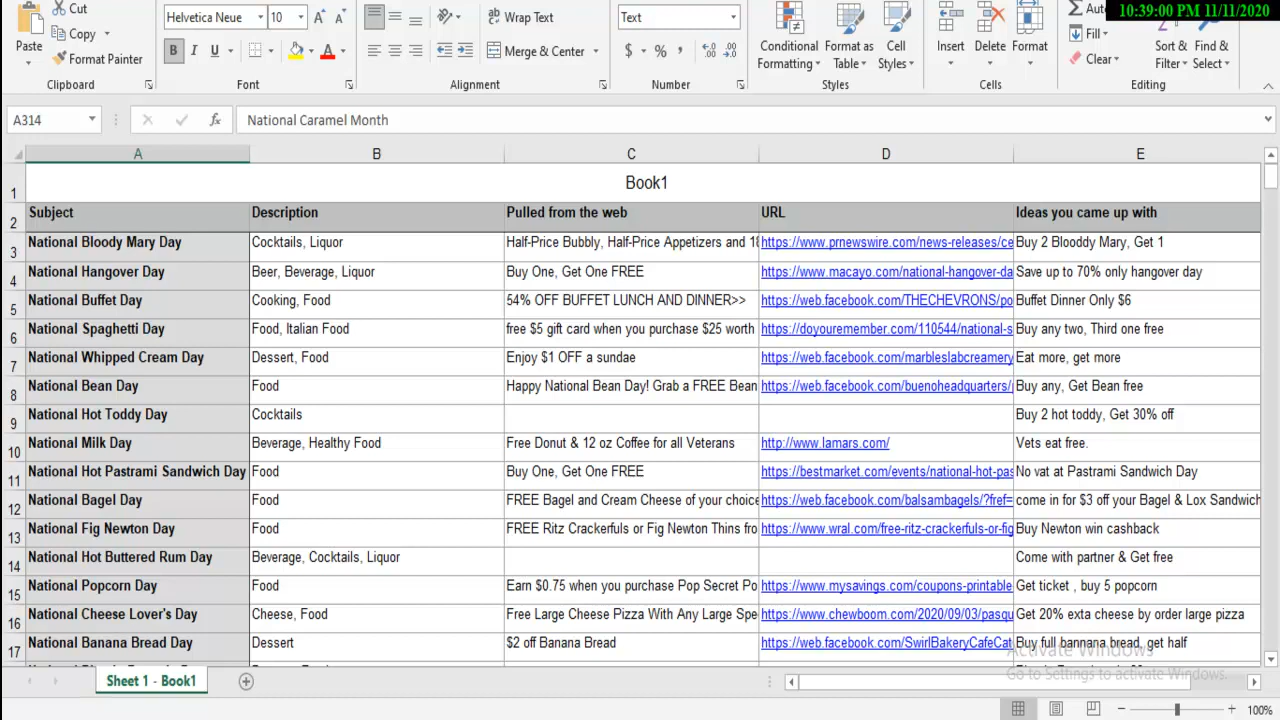 Cut
Copy
Paste
Format Painter
Clipboard
Helvetica Neue 10
B I U
Font
Wrap Text
Merge & Center
Alignment
Text
$ % ,
Number
Conditional Formatting
Format as Table
Cell Styles
Styles
Insert Delete Format
Cells
Fill
Clear
Sort & Filter
Find & Select
Editing
10:39:00 PM 11/11/2020
A314 fx National Caramel Month
A B C D E
1 Book1
2 Subject Description Pulled from the web URL Ideas you came up with
3 National Bloody Mary Day Cocktails, Liquor Half-Price Bubbly, Half-Price Appetizers and 18 https://www.prnewswire.com/news-releases/ce Buy 2 Blooddy Mary, Get 1
4 National Hangover Day Beer, Beverage, Liquor Buy One, Get One FREE https://www.macayo.com/national-hangover-da Save up to 70% only hangover day
5 National Buffet Day Cooking, Food 54% OFF BUFFET LUNCH AND DINNER>> https://web.facebook.com/THECHEVRONS/po Buffet Dinner Only $6
6 National Spaghetti Day Food, Italian Food free $5 gift card when you purchase $25 worth https://doyouremember.com/110544/national-s Buy any two, Third one free
7 National Whipped Cream Day Dessert, Food Enjoy $1 OFF a sundae https://web.facebook.com/marbleslabcreamery Eat more, get more
8 National Bean Day Food Happy National Bean Day! Grab a FREE Bean https://web.facebook.com/buenoheadquarters/ Buy any, Get Bean free
9 National Hot Toddy Day Cocktails Buy 2 hot toddy, Get 30% off
10 National Milk Day Beverage, Healthy Food Free Donut & 12 oz Coffee for all Veterans http://www.lamars.com/ Vets eat free.
11 National Hot Pastrami Sandwich Day Food Buy One, Get One FREE https://bestmarket.com/events/national-hot-pas No vat at Pastrami Sandwich Day
12 National Bagel Day Food FREE Bagel and Cream Cheese of your choice https://web.facebook.com/balsambagels/?fref= come in for $3 off your Bagel & Lox Sandwich
13 National Fig Newton Day Food FREE Ritz Crackerfuls or Fig Newton Thins fro https://www.wral.com/free-ritz-crackerfuls-or-fig Buy Newton win cashback
14 National Hot Buttered Rum Day Beverage, Cocktails, Liquor Come with partner & Get free
15 National Popcorn Day Food Earn $0.75 when you purchase Pop Secret Po https://www.mysavings.com/coupons-printable Get ticket , buy 5 popcorn
16 National Cheese Lover's Day Cheese, Food Free Large Cheese Pizza With Any Large Spe https://www.chewboom.com/2020/09/03/pasqu Get 20% exta cheese by order large pizza
17 National Banana Bread Day Dessert $2 off Banana Bread https://web.facebook.com/SwirlBakeryCafeCat Buy full bannana bread, get half
Activate Windows
Go to Settings to activate Windows.
Sheet 1 - Book1
100%